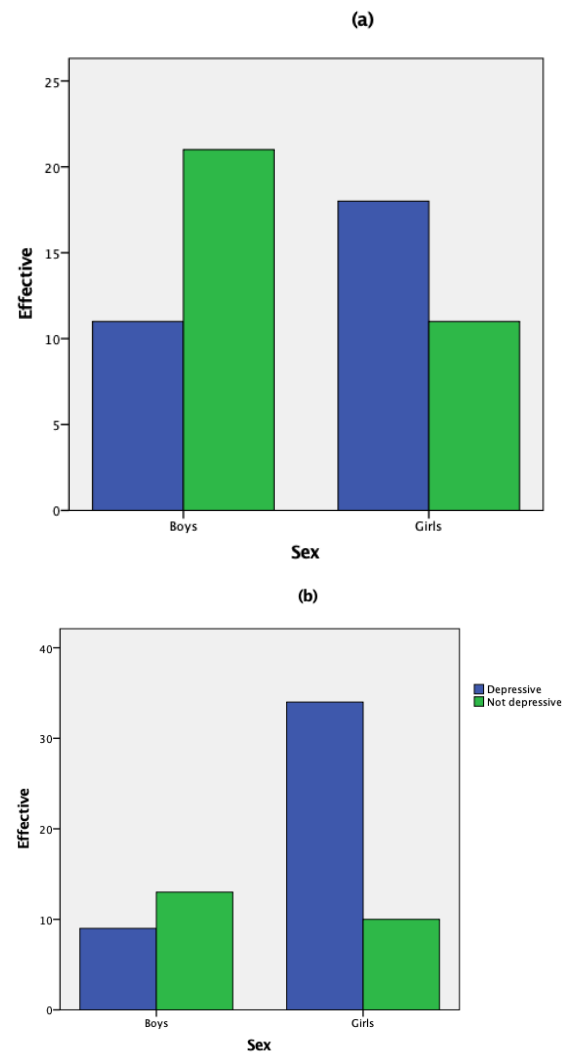 (a)
Effective
25
20
15
10
5
0
Boys
Girls
Sex
(b)
Effective
40
30
20
10
0
Boys
Girls
Sex
Depressive
Not depressive